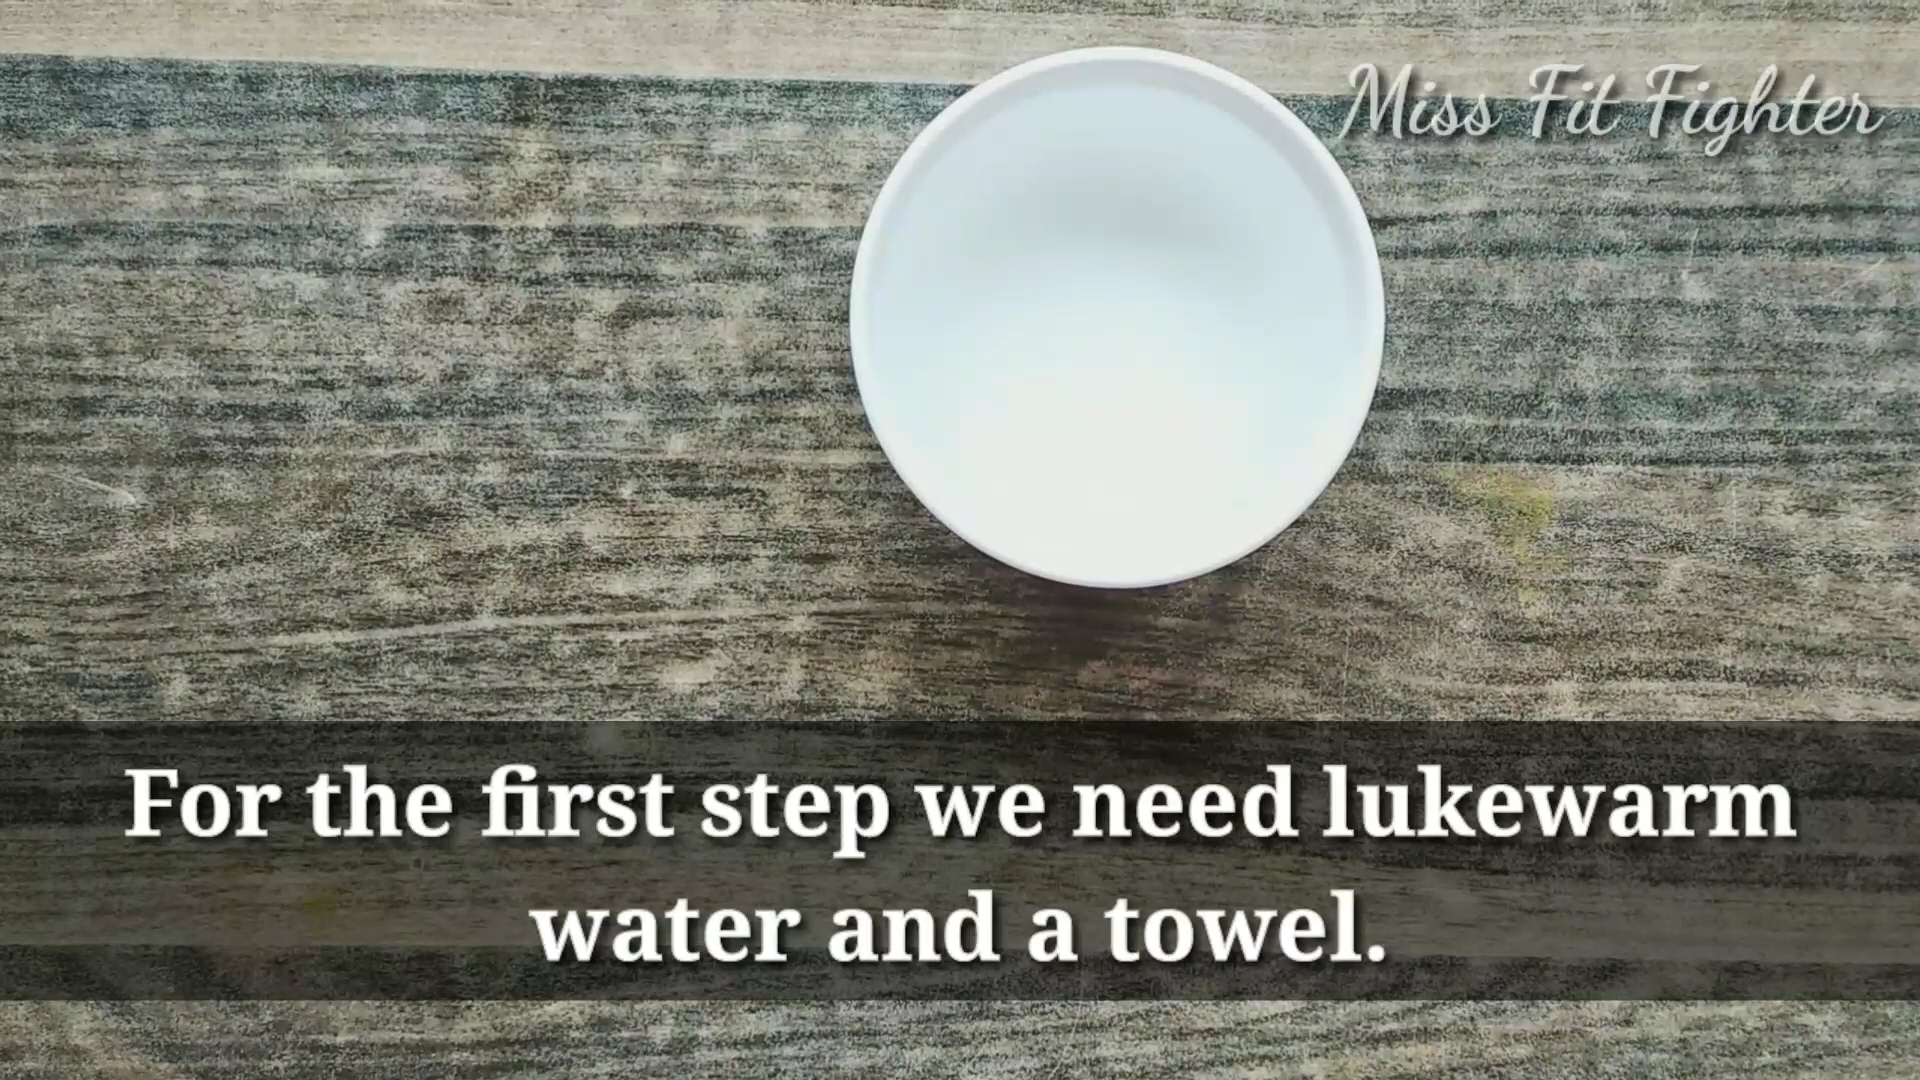 Miss Fit Fighter
For the first step we need lukewarm
water and a towel.